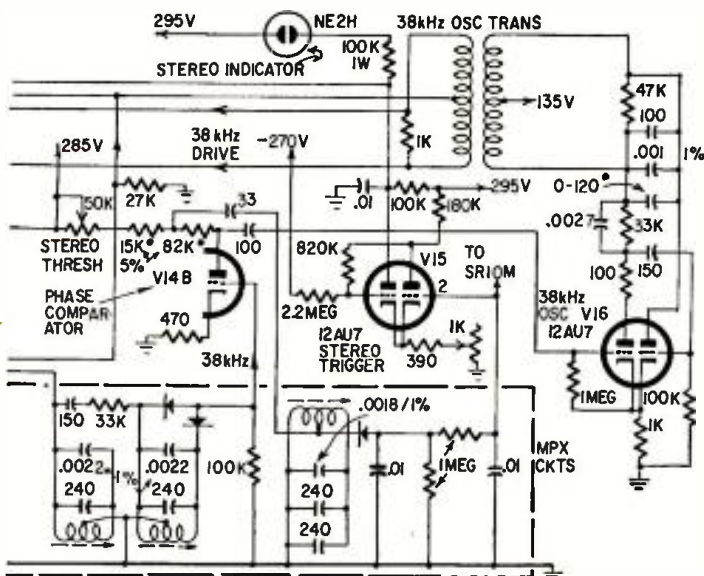 295V
NE2H
100K
1W
STEREO INDICATOR
38kHz OSC TRANS
135V
47K
100
.001
1%
285V
38kHz
DRIVE
-270V
1K
0-120
27K
33
.01
100K
295V
180K
.0027
33K
50K
STEREO
THRESH
15K
5%
82K
100
820K
V15
TO
SR10M
100
150
PHASE
COMPAR-
ATOR
V14B
2.2MEG
2
38kHz
OSC V16
12AU7
470
12AU7
STEREO
TRIGGER
390
1K
38kHz
1MEG
100K
1K
150
33K
.0018/1%
MPX
CKTS
.0022
1%
.0022
100K
.01
1MEG
.01
240
240
240
240